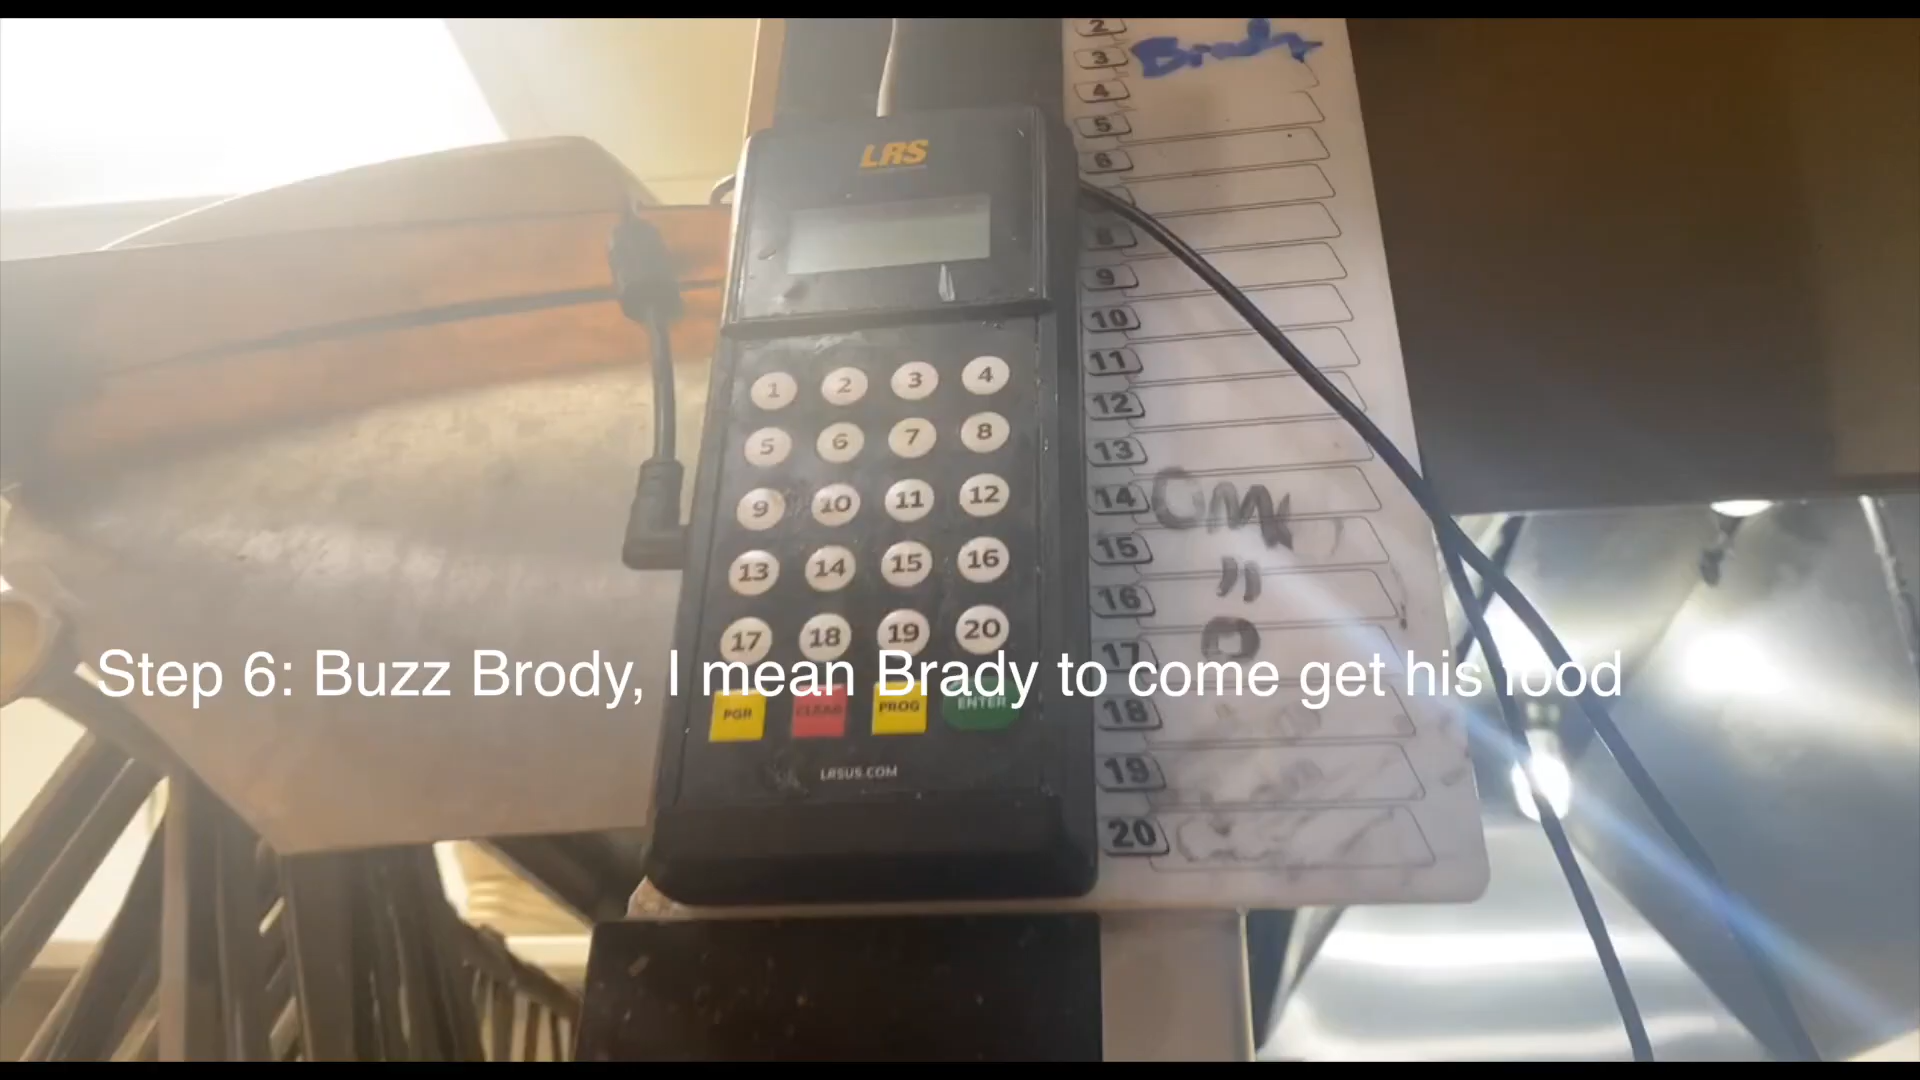 2
3 Brady
4
5
LRS
6
8
9
10
11
12
13
14
15
16
17
18
19
20
1 2 3 4
5 6 7 8
9 10 11 12
13 14 15 16
17 18 19 20
Step 6: Buzz Brody, I mean Brady to come get his food
PGR CLEAR PROG ENTER
LRSUS.COM